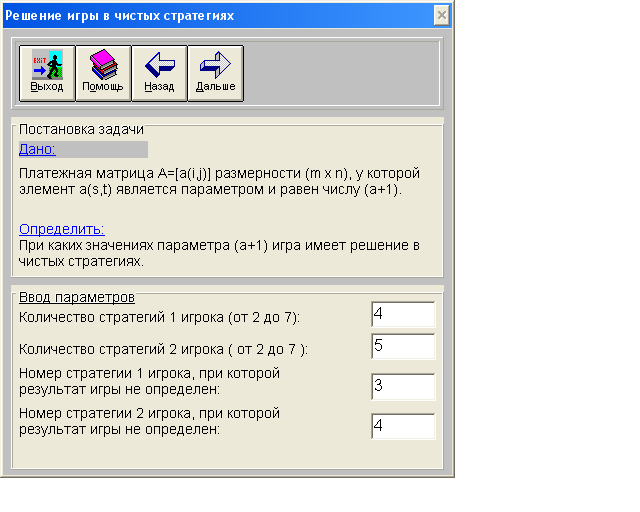 Решение игры в чистых стратегиях
EXIT
Выход Помощь Назад Дальше
Постановка задачи
Дано:
Платежная матрица A=[a(i,j)] размерности (m x n), у которой
элемент a(s,t) является параметром и равен числу (a+1).
Определить:
При каких значениях параметра (a+1) игра имеет решение в
чистых стратегиях.
Ввод параметров
Количество стратегий 1 игрока (от 2 до 7): 4
Количество стратегий 2 игрока ( от 2 до 7 ): 5
Номер стратегии 1 игрока, при которой
результат игры не определен: 3
Номер стратегии 2 игрока, при которой
результат игры не определен: 4